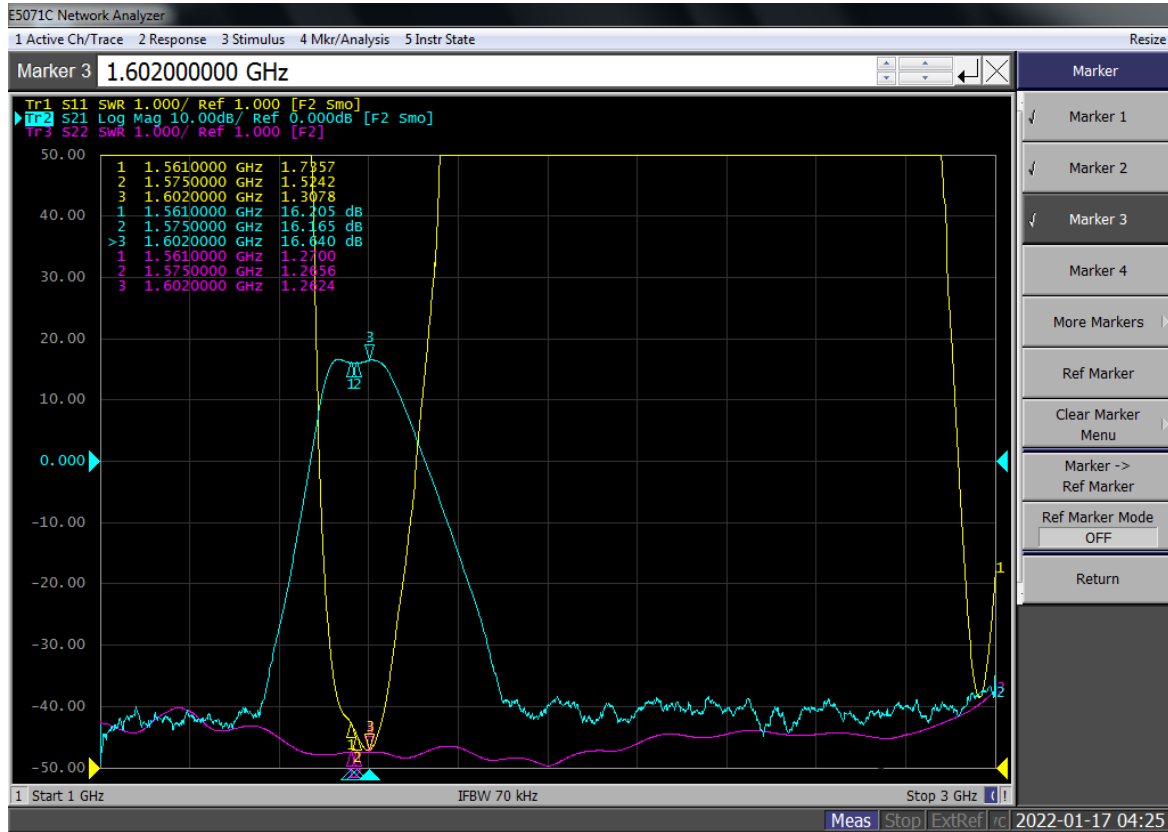 E5071C Network Analyzer
1 Active Ch/Trace 2 Response 3 Stimulus 4 Mkr/Analysis 5 Instr State Resize
Marker 3 1.602000000 GHz
Marker
Tr1 S11 SWR 1.000/ Ref 1.000 [F2 Smo]
Tr2 S21 Log Mag 10.00dB/ Ref 0.000dB [F2 Smo]
Tr3 S22 SWR 1.000/ Ref 1.000 [F2]
50.00
1 1.5610000 GHz 1.7357
2 1.5750000 GHz 1.5242
3 1.6020000 GHz 1.3078
1 1.5610000 GHz 16.205 dB
2 1.5750000 GHz 16.165 dB
>3 1.6020000 GHz 16.640 dB
1 1.5610000 GHz 1.2700
2 1.5750000 GHz 1.2656
3 1.6020000 GHz 1.2624
40.00
30.00
20.00
10.00
0.000
-10.00
-20.00
-30.00
-40.00
-50.00
3
1 2
3
1
2
1
2
Marker 1
Marker 2
Marker 3
Marker 4
More Markers
Ref Marker
Clear Marker
Menu
Marker ->
Ref Marker
Ref Marker Mode
OFF
Return
1 Start 1 GHz IFBW 70 kHz Stop 3 GHz !
Meas Stop ExtRef 2022-01-17 04:25